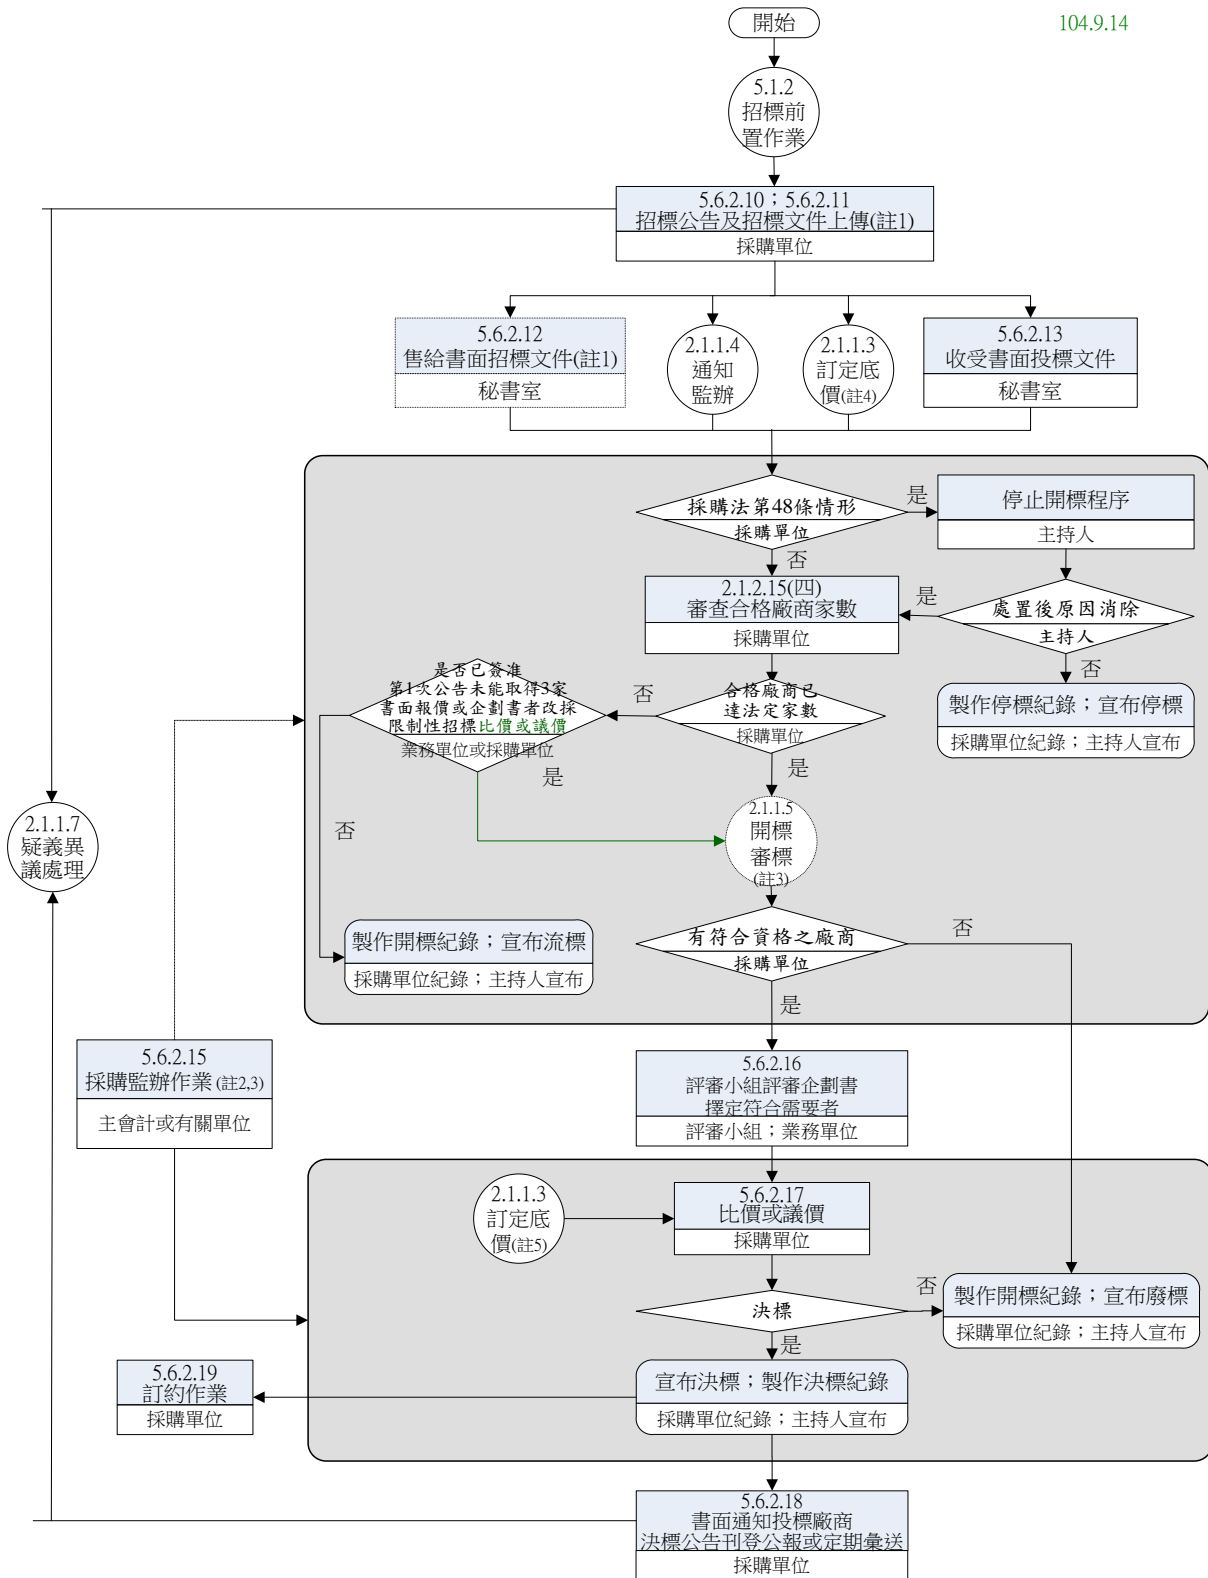 104.9.14
開始
5.1.2
招標前
置作業
5.6.2.10；5.6.2.11
招標公告及招標文件上傳(註1)
採購單位
5.6.2.12
售給書面招標文件(註1)
秘書室
2.1.1.4
通知
監辦
2.1.1.3
訂定底
價(註4)
5.6.2.13
收受書面投標文件
秘書室
採購法第48條情形
採購單位
是
否
停止開標程序
主持人
2.1.2.15(四)
審查合格廠商家數
採購單位
是
處置後原因消除
主持人
否
是否已簽准
第1次公告未能取得3家
書面報價或企劃書者改採
限制性招標比價或議價
業務單位或採購單位
否
合格廠商已
達法定家數
採購單位
製作停標紀錄；宣布停標
採購單位紀錄；主持人宣布
是
是
否
2.1.1.5
開標
審標
(註3)
2.1.1.7
疑義異
議處理
製作開標紀錄；宣布流標
採購單位紀錄；主持人宣布
有符合資格之廠商
採購單位
否
是
5.6.2.15
採購監辦作業(註2,3)
主會計或有關單位
5.6.2.16
評審小組評審企劃書
擇定符合需要者
評審小組；業務單位
2.1.1.3
訂定底
價(註5)
5.6.2.17
比價或議價
採購單位
決標
否
是
製作開標紀錄；宣布廢標
採購單位紀錄；主持人宣布
5.6.2.19
訂約作業
採購單位
宣布決標；製作決標紀錄
採購單位紀錄；主持人宣布
5.6.2.18
書面通知投標廠商
決標公告刊登公報或定期彙送
採購單位